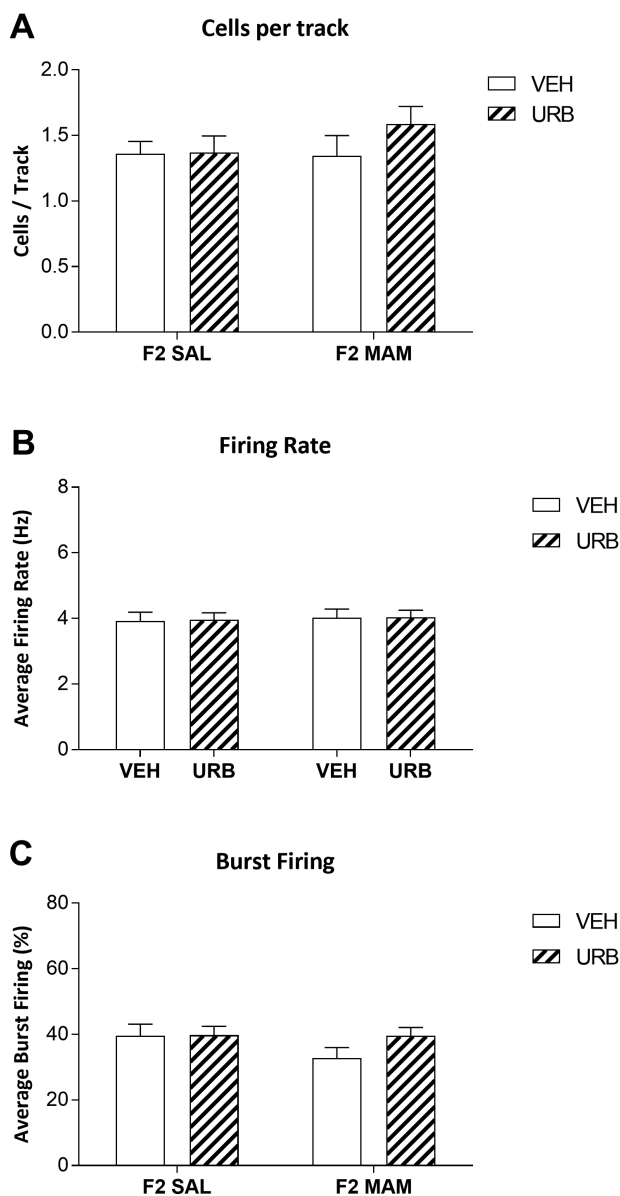 A
Cells per track
VEH
URB
Cells / Track
2.0
1.5
1.0
0.5
0.0
F2 SAL
F2 MAM
B
Firing Rate
VEH
URB
Average Firing Rate (Hz)
8
6
4
2
0
VEH
URB
VEH
URB
C
Burst Firing
VEH
URB
Average Burst Firing (%)
80
60
40
20
0
F2 SAL
F2 MAM